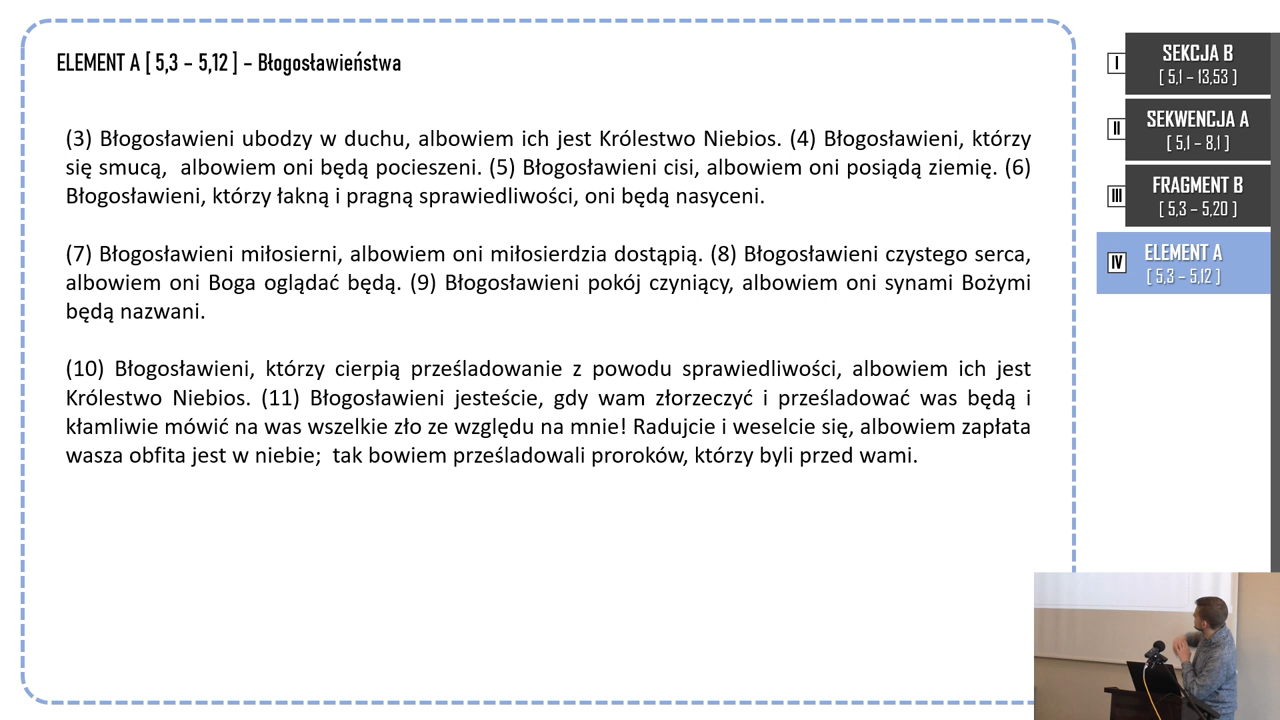 ELEMENT A [ 5,3 – 5,12 ] – Błogosławieństwa
(3) Błogosławieni ubodzy w duchu, albowiem ich jest Królestwo Niebios. (4) Błogosławieni, którzy
się smucą,  albowiem oni będą pocieszeni. (5) Błogosławieni cisi, albowiem oni posiądą ziemię. (6)
Błogosławieni, którzy łakną i pragną sprawiedliwości, oni będą nasyceni.
(7) Błogosławieni miłosierni, albowiem oni miłosierdzia dostąpią. (8) Błogosławieni czystego serca,
albowiem oni Boga oglądać będą. (9) Błogosławieni pokój czyniący, albowiem oni synami Bożymi
będą nazwani.
(10) Błogosławieni, którzy cierpią prześladowanie z powodu sprawiedliwości, albowiem ich jest
Królestwo Niebios. (11) Błogosławieni jesteście, gdy wam złorzeczyć i prześladować was będą i
kłamliwie mówić na was wszelkie zło ze względu na mnie! Radujcie i weselcie się, albowiem zapłata
wasza obfita jest w niebie;  tak bowiem prześladowali proroków, którzy byli przed wami.
I
SEKCJA B
[ 5,1 – 13,53 ]
II
SEKWENCJA A
[ 5,1 – 8,1 ]
III
FRAGMENT B
[ 5,3 – 5,20 ]
IV
ELEMENT A
[ 5,3 – 5,12 ]